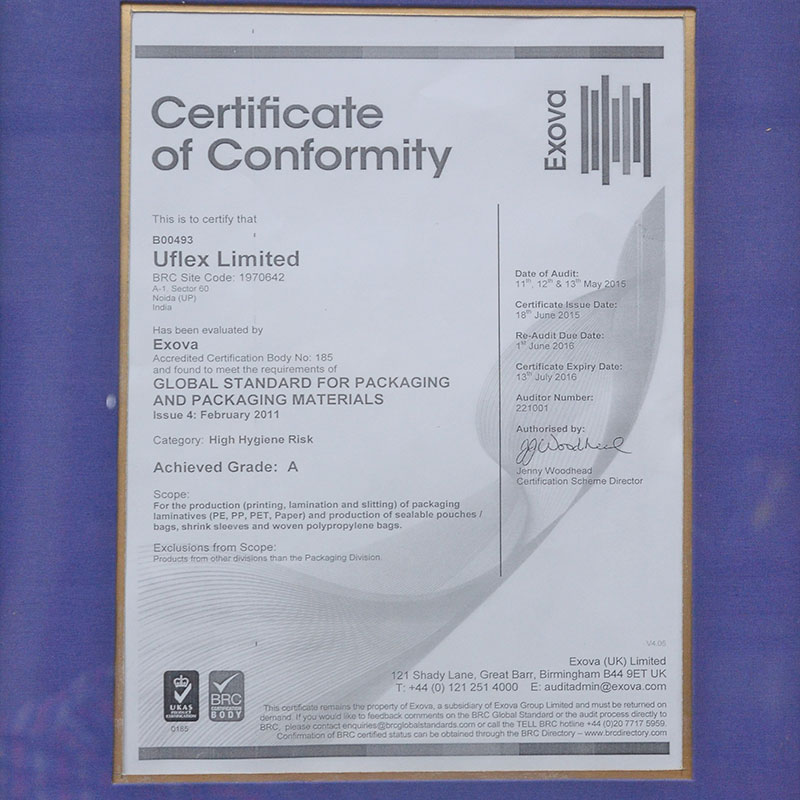 Certificate
of Conformity
Exova
This is to certify that
B00493
Uflex Limited
BRC Site Code: 1970642
A-1, Sector 60
Noida (UP)
India
Has been evaluated by
Exova
Accredited Certification Body No: 185
and found to meet the requirements of
GLOBAL STANDARD FOR PACKAGING
AND PACKAGING MATERIALS
Issue 4: February 2011
Category: High Hygiene Risk
Achieved Grade: A
Scope:
For the production (printing, lamination and slitting) of packaging
laminatives (PE, PP, PET, Paper) and production of sealable pouches /
bags, shrink sleeves and woven polypropylene bags.
Exclusions from Scope:
Products from other divisions than the Packaging Division.
Date of Audit:
11th, 12th & 13th May 2015
Certificate Issue Date:
18th June 2015
Re-Audit Due Date:
1st June 2016
Certificate Expiry Date:
13th July 2016
Auditor Number:
221001
Authorised by:
JJWoodhead
Jenny Woodhead
Certification Scheme Director
V4.06
Exova (UK) Limited
121 Shady Lane, Great Barr, Birmingham B44 9ET UK
T: +44 (0) 121 251 4000 E: auditadmin@exova.com
UKAS
PRODUCT
CERTIFICATION
0185
BRC
CERTIFICATION
BODY
This certificate remains the property of Exova, a subsidiary of Exova Group Limited and must be returned on
demand. If you would like to feedback comments on the BRC Global Standard or the audit process directly to
BRC, please contact enquiries@brcglobalstandards.com or call the TELL BRC hotline +44 (0)20 7717 5959.
Confirmation of BRC certified status can be obtained through the BRC Directory – www.brcdirectory.com